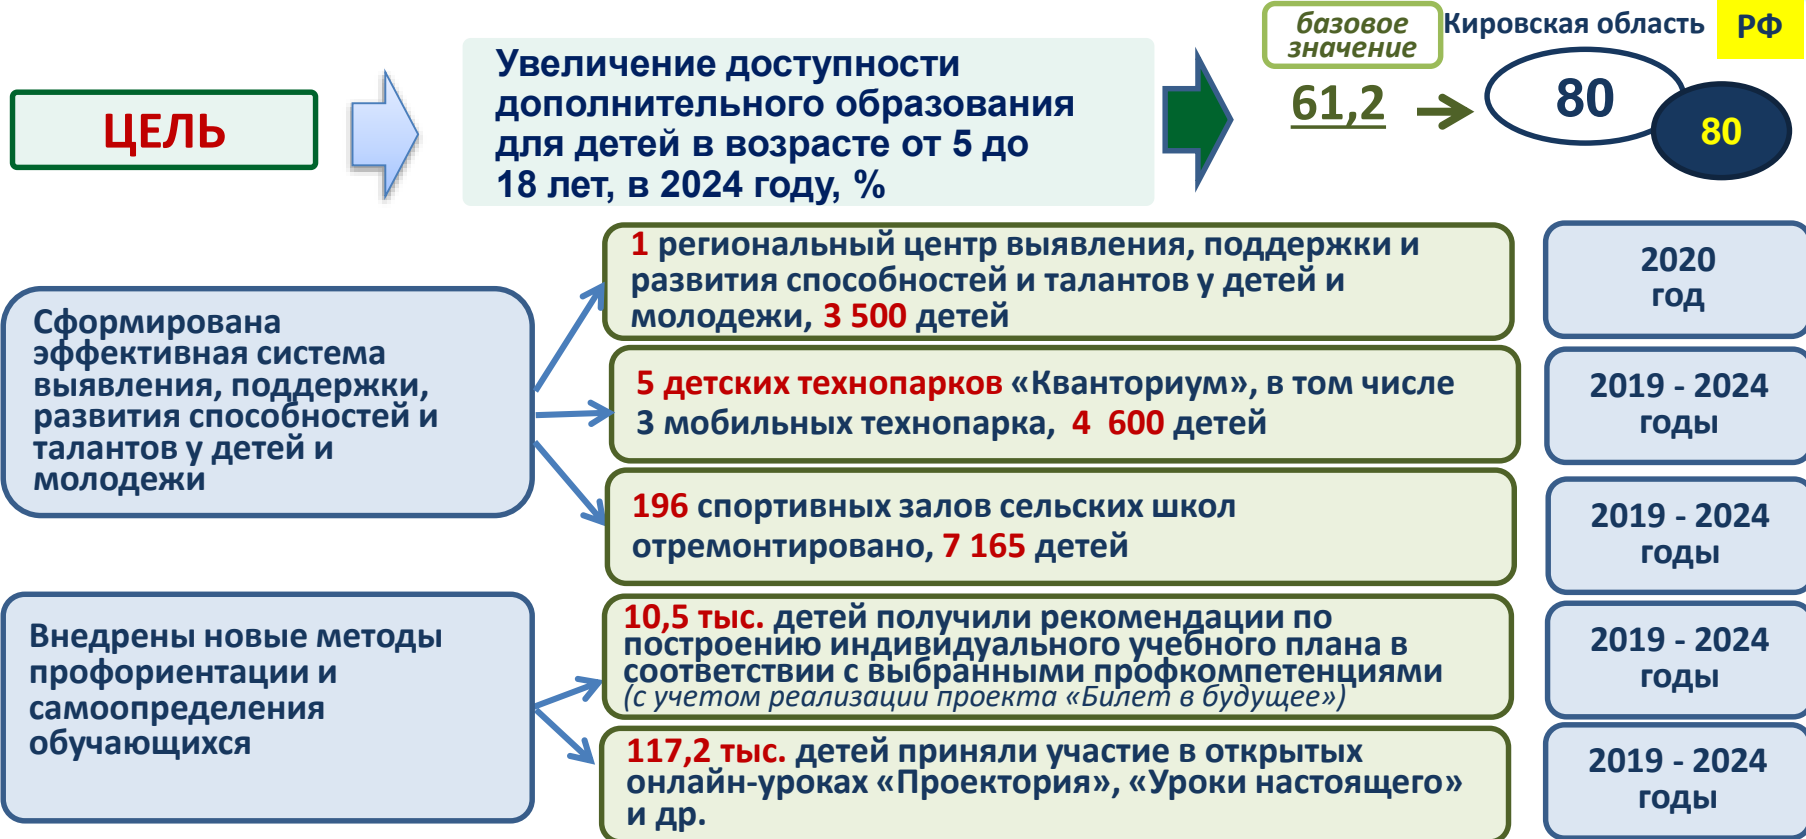 ЦЕЛЬ
Увеличение доступности
дополнительного образования
для детей в возрасте от 5 до
18 лет, в 2024 году, %
базовое
значение
61,2
Кировская область
80
РФ
80
Сформирована
эффективная система
выявления, поддержки,
развития способностей и
талантов у детей и
молодежи
1 региональный центр выявления, поддержки и
развития способностей и талантов у детей и
молодежи, 3 500 детей
2020
год
5 детских технопарков «Кванториум», в том числе
3 мобильных технопарка, 4 600 детей
2019 - 2024
годы
196 спортивных залов сельских школ
отремонтировано, 7 165 детей
2019 - 2024
годы
Внедрены новые методы
профориентации и
самоопределения
обучающихся
10,5 тыс. детей получили рекомендации по
построению индивидуального учебного плана в
соответствии с выбранными профкомпетенциями
(с учетом реализации проекта «Билет в будущее»)
2019 - 2024
годы
117,2 тыс. детей приняли участие в открытых
онлайн-уроках «Проектория», «Уроки настоящего»
и др.
2019 - 2024
годы